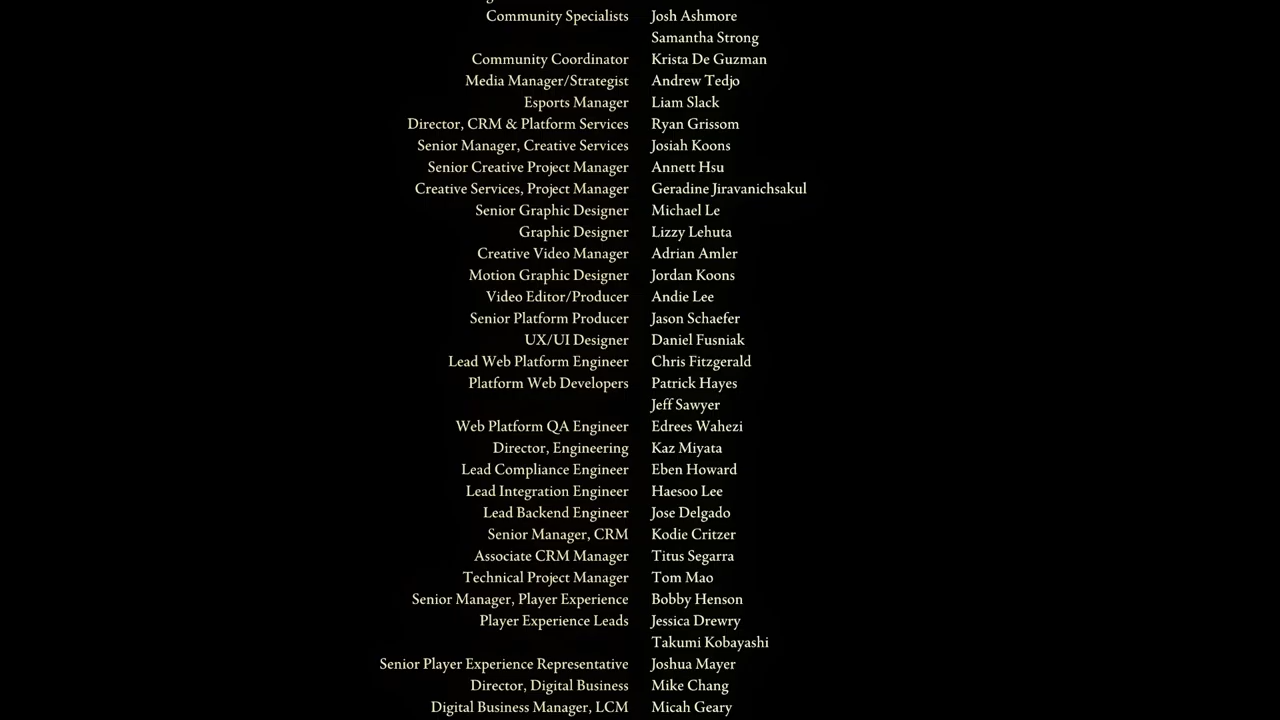 Community Specialists Josh Ashmore
Samantha Strong
Community Coordinator Krista De Guzman
Media Manager/Strategist Andrew Tedjo
Esports Manager Liam Slack
Director, CRM & Platform Services Ryan Grissom
Senior Manager, Creative Services Josiah Koons
Senior Creative Project Manager Annett Hsu
Creative Services, Project Manager Geradine Jiravanichsakul
Senior Graphic Designer Michael Le
Graphic Designer Lizzy Lehuta
Creative Video Manager Adrian Amler
Motion Graphic Designer Jordan Koons
Video Editor/Producer Andie Lee
Senior Platform Producer Jason Schaefer
UX/UI Designer Daniel Fusniak
Lead Web Platform Engineer Chris Fitzgerald
Platform Web Developers Patrick Hayes
Jeff Sawyer
Web Platform QA Engineer Edrees Wahezi
Director, Engineering Kaz Miyata
Lead Compliance Engineer Eben Howard
Lead Integration Engineer Haesoo Lee
Lead Backend Engineer Jose Delgado
Senior Manager, CRM Kodie Critzer
Associate CRM Manager Titus Segarra
Technical Project Manager Tom Mao
Senior Manager, Player Experience Bobby Henson
Player Experience Leads Jessica Drewry
Takumi Kobayashi
Senior Player Experience Representative Joshua Mayer
Director, Digital Business Mike Chang
Digital Business Manager, LCM Micah Geary